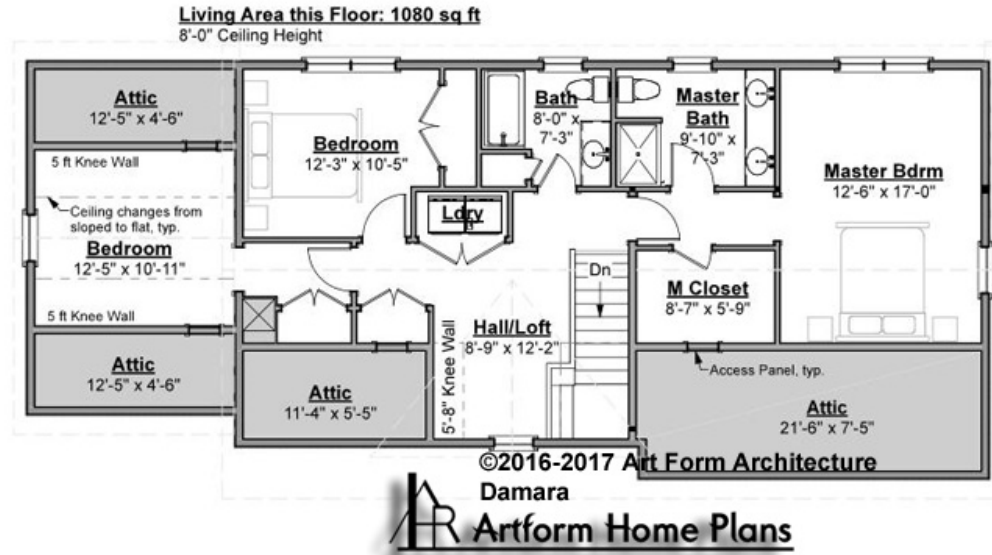 Living Area this Floor: 1080 sq ft
8'-0" Ceiling Height
Attic
12'-5" x 4'-6"
5 ft Knee Wall
Ceiling changes from
sloped to flat, typ.
Bedroom
12'-5" x 10'-11"
5 ft Knee Wall
Attic
12'-5" x 4'-6"
Bedroom
12'-3" x 10'-5"
Ldry
Bath
8'-0" x
7'-3"
Master
Bath
9'-10" x
7'-3"
Master Bdrm
12'-6" x 17'-0"
Dn
M Closet
8'-7" x 5'-9"
Hall/Loft
8'-9" x 12'-2"
5'-8" Knee Wall
Attic
11'-4" x 5'-5"
Access Panel, typ.
Attic
21'-6" x 7'-5"
©2016-2017 Art Form Architecture
Damara
Artform Home Plans